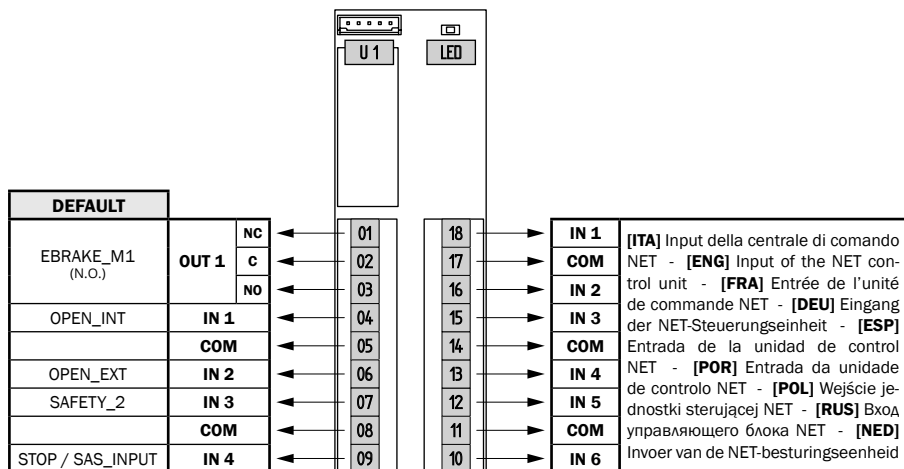 U 1
LED
DEFAULT
EBRAKE_M1
(N.O.)
OUT 1
NC
C
NO
OPEN_INT
IN 1
COM
OPEN_EXT
IN 2
SAFETY_2
IN 3
COM
STOP / SAS_INPUT
IN 4
01
02
03
04
05
06
07
08
09
18
17
16
15
14
13
12
11
10
IN 1
COM
IN 2
IN 3
COM
IN 4
IN 5
COM
IN 6
[ITA] Input della centrale di comando
NET - [ENG] Input of the NET con-
trol unit - [FRA] Entrée de l'unité
de commande NET - [DEU] Eingang
der NET-Steuerungseinheit - [ESP]
Entrada de la unidad de control
NET - [POR] Entrada da unidade
de controlo NET - [POL] Wejście je-
dnostki sterującej NET - [RUS] Вход
управляющего блока NET - [NED]
Invoer van de NET-besturingseenheid